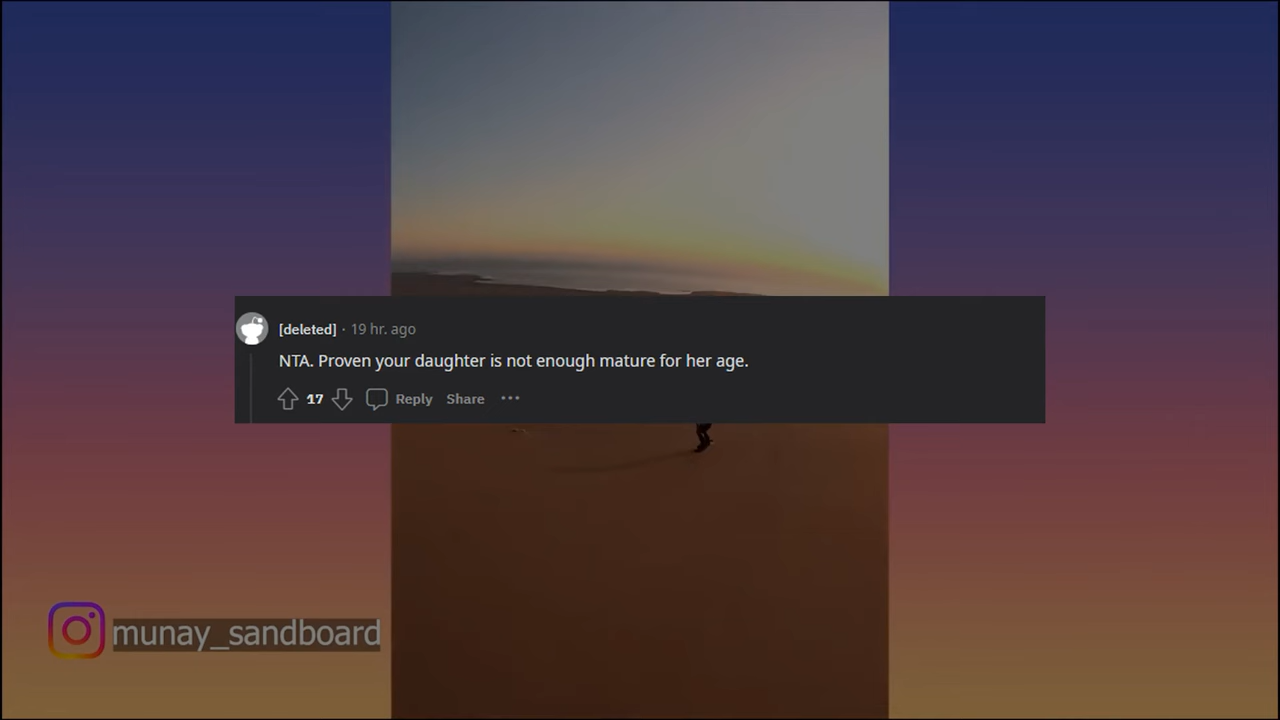 [deleted] · 19 hr. ago
NTA. Proven your daughter is not enough mature for her age.
17 Reply Share ···
munay_sandboard